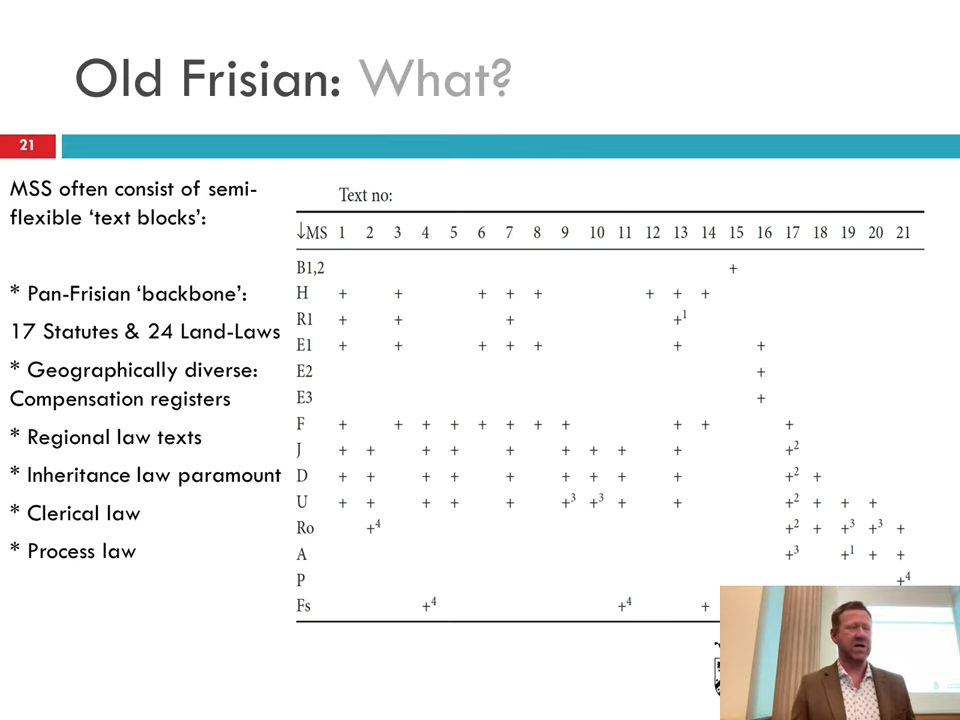 Old Frisian: What?
21
MSS often consist of semi-
flexible ‘text blocks’:
* Pan-Frisian ‘backbone’:
17 Statutes & 24 Land-Laws
* Geographically diverse:
Compensation registers
* Regional law texts
* Inheritance law paramount
* Clerical law
* Process law
Text no:
↓MS 1 2 3 4 5 6 7 8 9 10 11 12 13 14 15 16 17 18 19 20 21
B1,2 +
H + + + + + + + +
R1 + + + +¹
E1 + + + + + + +
E2 +
E3 +
F + + + + + + + + + + +
J + + + + + + + + + +²
D + + + + + + + + + +² +
U + + + + + +³ +³ + + +² + + +
Ro +⁴ +² + +³ +³ +
A +³ +¹ + +
P +⁴
Fs +⁴ +⁴ +